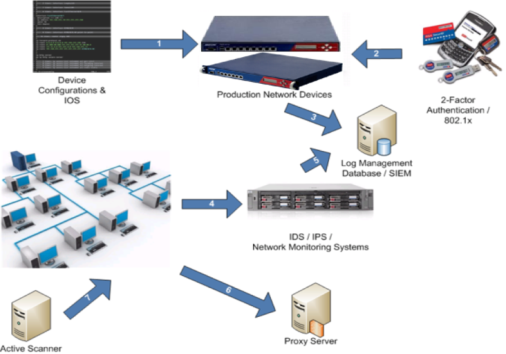 1
2
Device
Configurations &
IOS
Production Network Devices
2-Factor
Authentication /
802.1x
3
Log Management
Database / SIEM
5
4
IDS / IPS /
Network Monitoring Systems
6
7
Active Scanner
Proxy Server